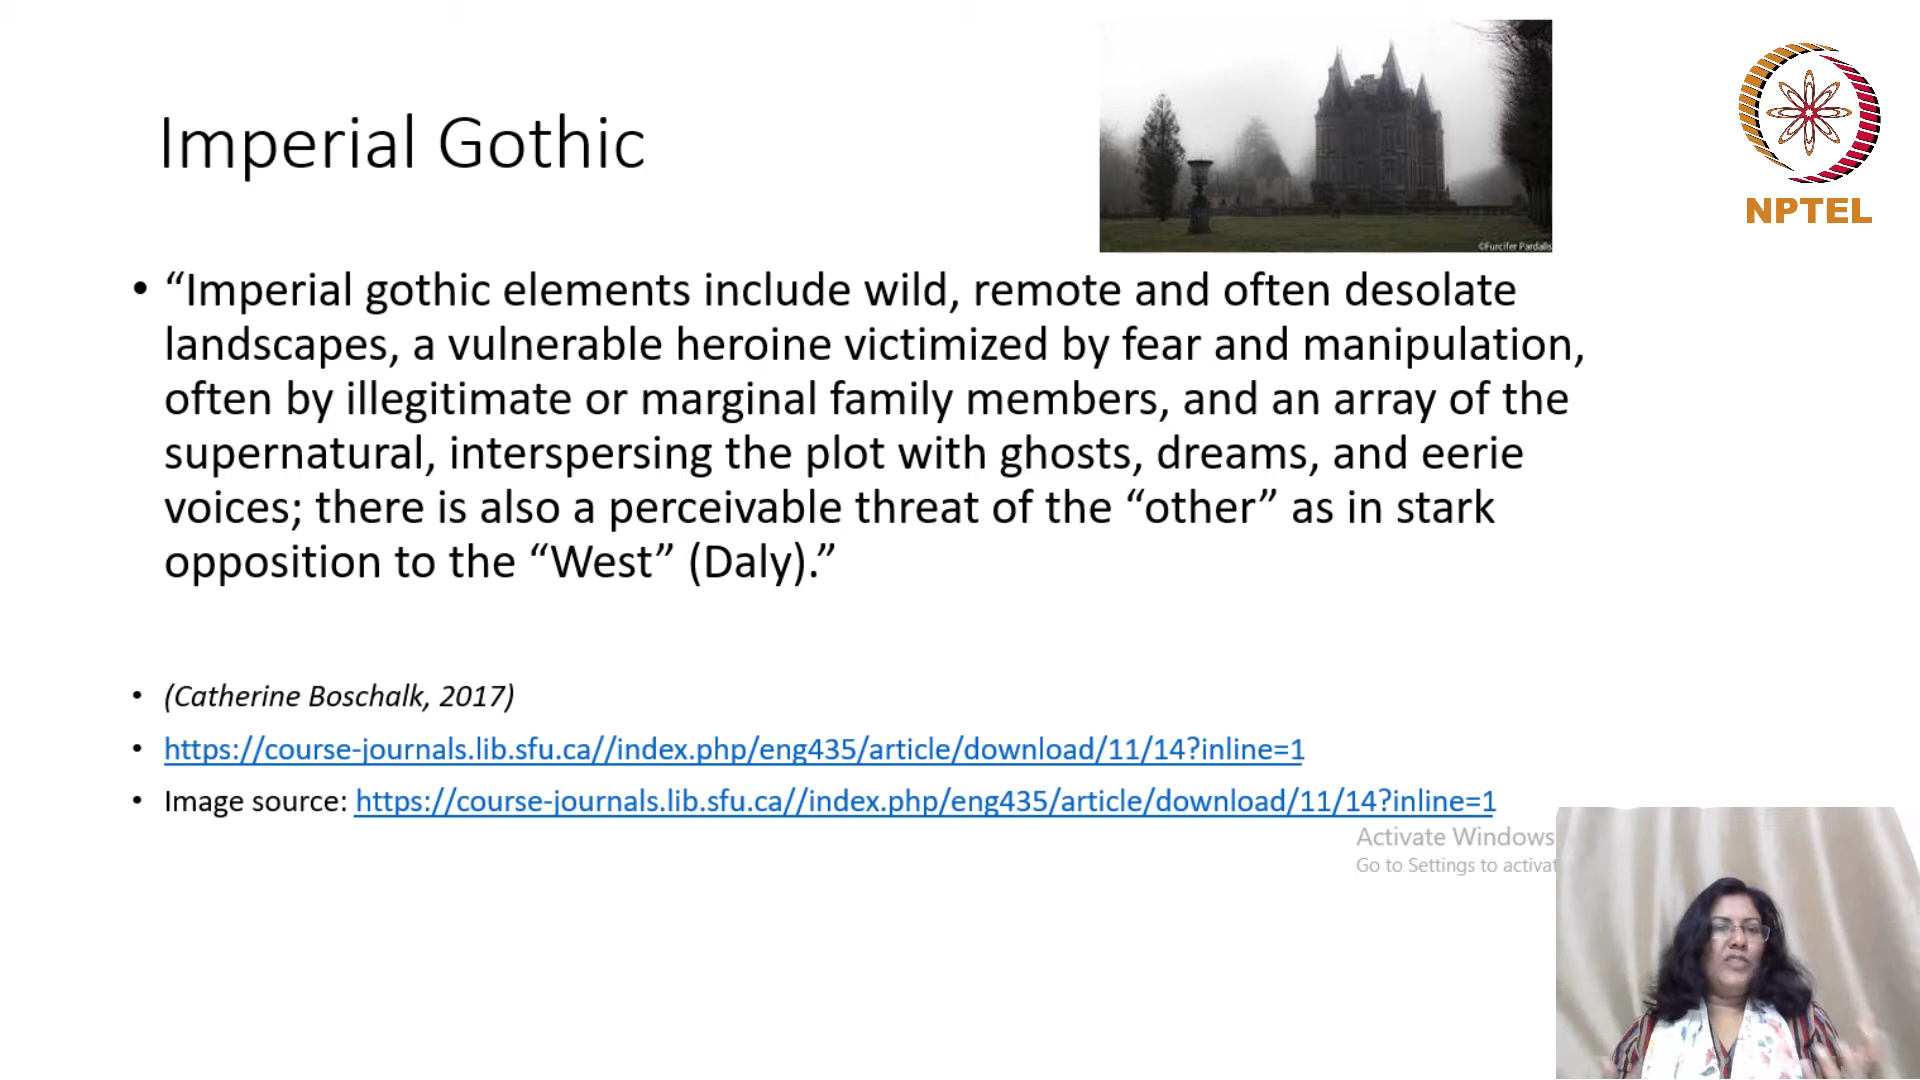 Imperial Gothic
©Furcifer Pardalis
NPTEL
• “Imperial gothic elements include wild, remote and often desolate
landscapes, a vulnerable heroine victimized by fear and manipulation,
often by illegitimate or marginal family members, and an array of the
supernatural, interspersing the plot with ghosts, dreams, and eerie
voices; there is also a perceivable threat of the “other” as in stark
opposition to the “West” (Daly).”
• (Catherine Boschalk, 2017)
• https://course-journals.lib.sfu.ca//index.php/eng435/article/download/11/14?inline=1
• Image source: https://course-journals.lib.sfu.ca//index.php/eng435/article/download/11/14?inline=1
Activate Windows
Go to Settings to activat